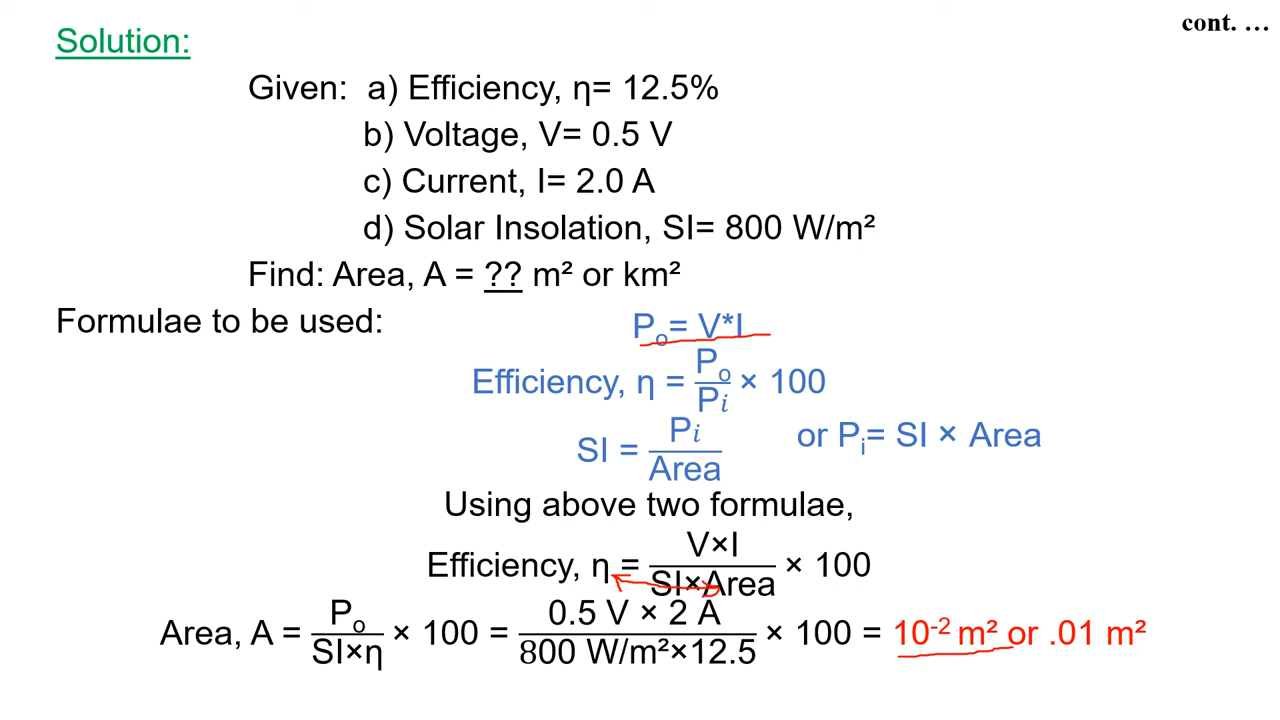 cont. …
Solution:
Given: a) Efficiency, η= 12.5%
b) Voltage, V= 0.5 V
c) Current, I= 2.0 A
d) Solar Insolation, SI= 800 W/m²
Find: Area, A = ?? m² or km²
Formulae to be used:
Pₒ= V*I
Efficiency, η = Pₒ/Pᵢ × 100
SI = Pᵢ/Area or Pᵢ= SI × Area
Using above two formulae,
Efficiency, η = V×I/SI×Area × 100
Area, A = Pₒ/SI×η × 100 = 0.5 V × 2 A/800 W/m²×12.5 × 100 = 10⁻² m² or .01 m²